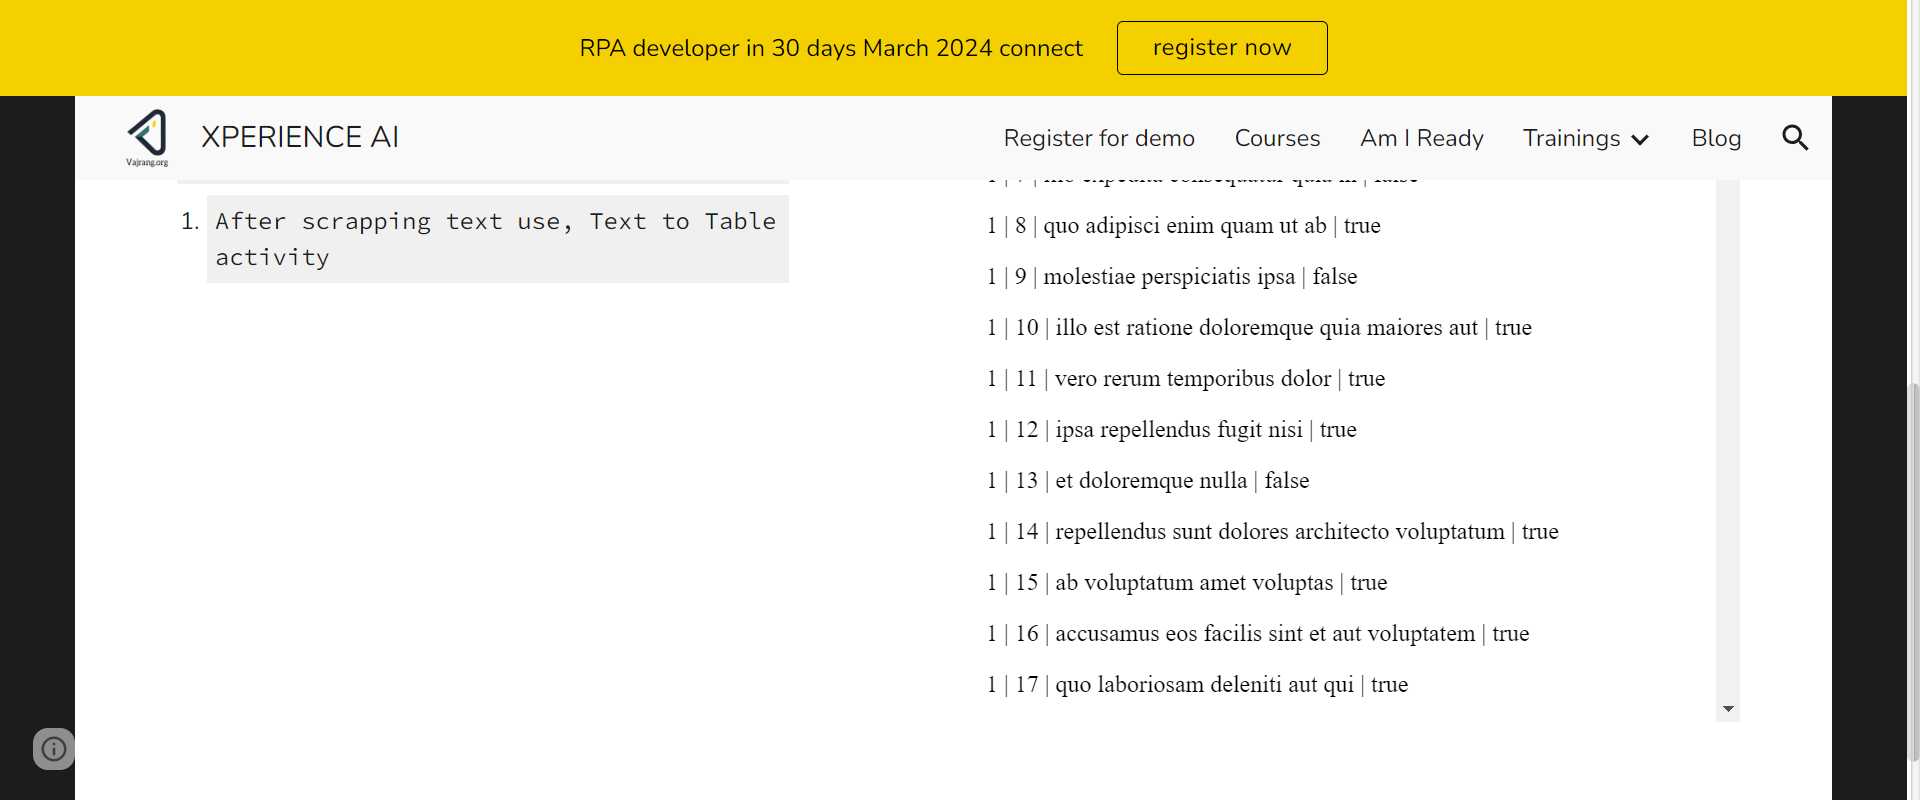 RPA developer in 30 days March 2024 connect
register now
Vajrang.org
XPERIENCE AI
Register for demo
Courses
Am I Ready
Trainings
Blog
1. After scrapping text use, Text to Table
activity
1 | 8 | quo adipisci enim quam ut ab | true
1 | 9 | molestiae perspiciatis ipsa | false
1 | 10 | illo est ratione doloremque quia maiores aut | true
1 | 11 | vero rerum temporibus dolor | true
1 | 12 | ipsa repellendus fugit nisi | true
1 | 13 | et doloremque nulla | false
1 | 14 | repellendus sunt dolores architecto voluptatum | true
1 | 15 | ab voluptatum amet voluptas | true
1 | 16 | accusamus eos facilis sint et aut voluptatem | true
1 | 17 | quo laboriosam deleniti aut qui | true